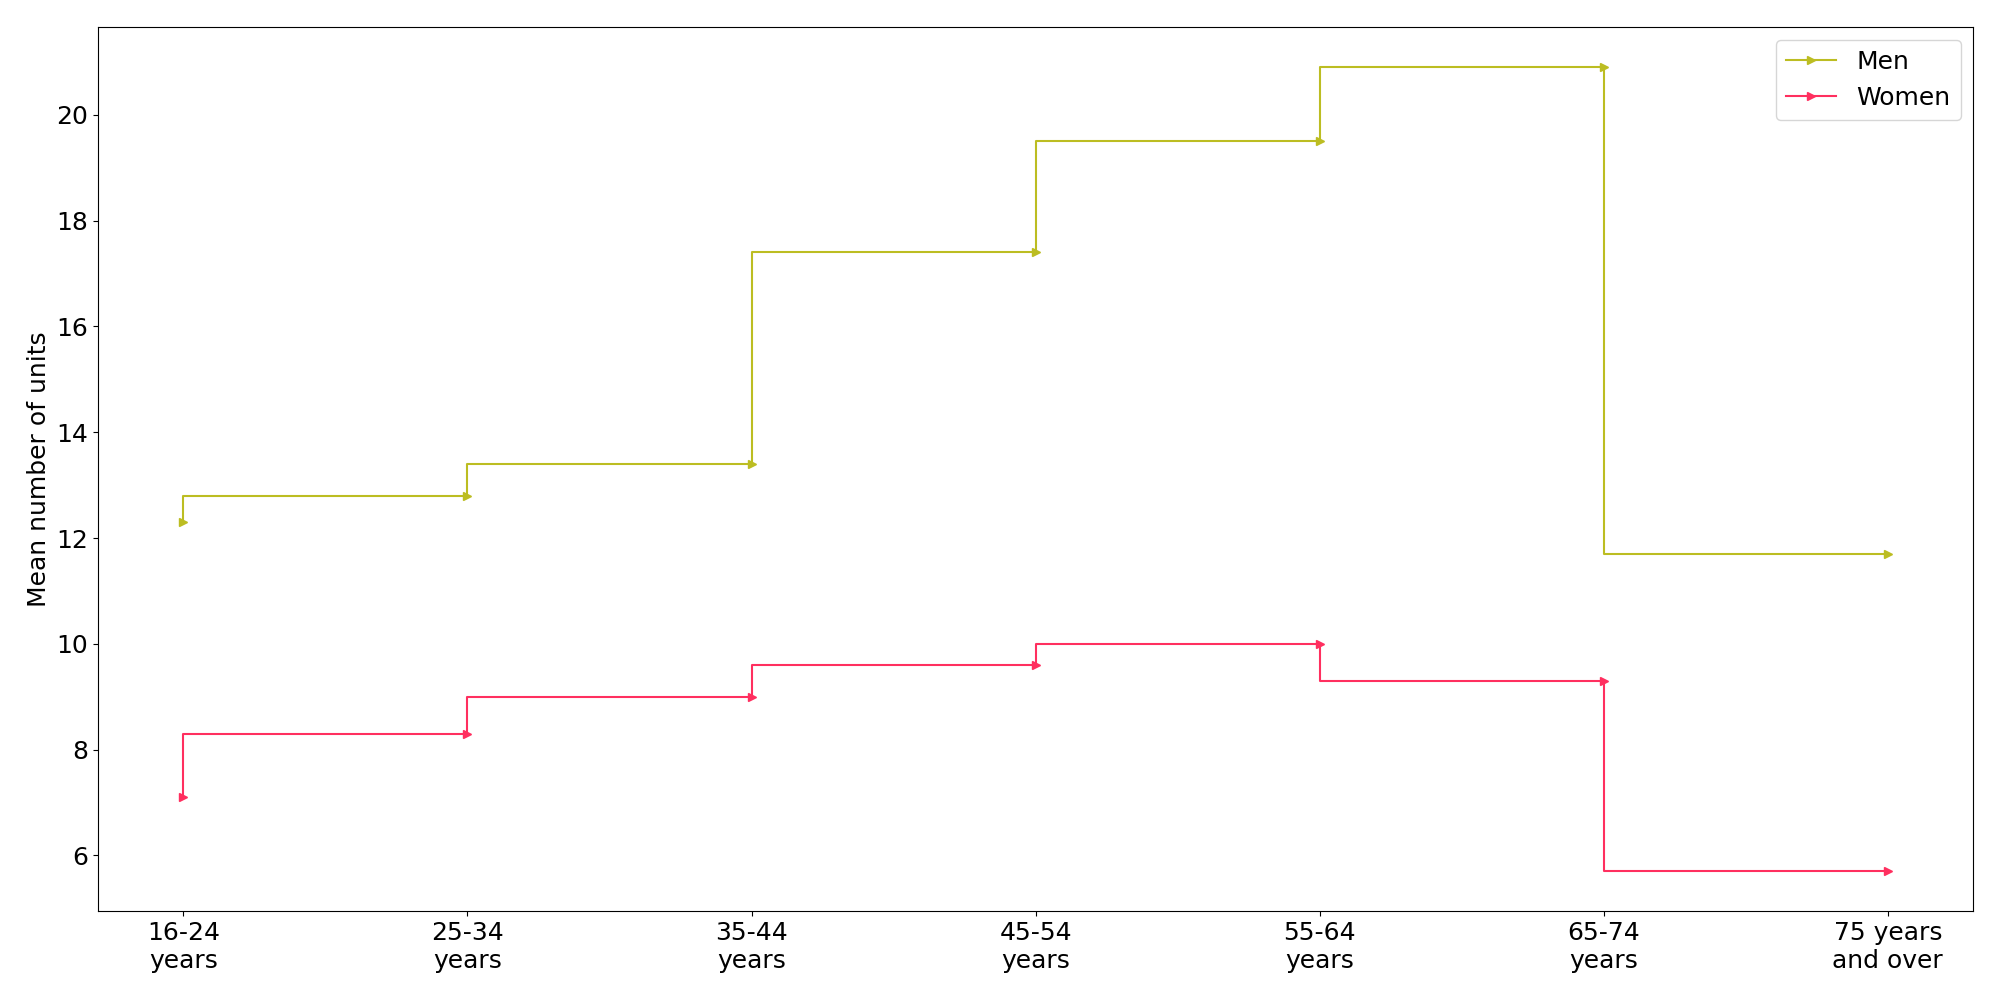 Men
Women
Mean number of units
20
18
16
14
12
10
8
6
16-24
years
25-34
years
35-44
years
45-54
years
55-64
years
65-74
years
75 years
and over